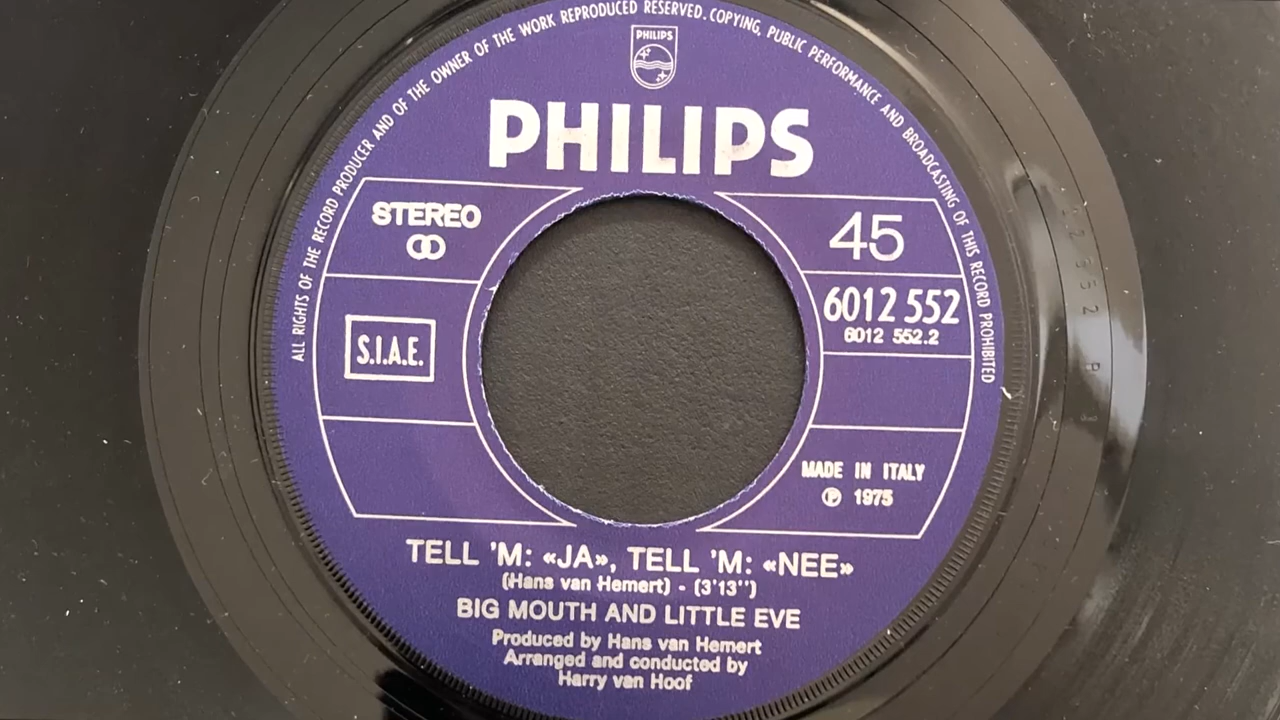 ALL RIGHTS OF THE RECORD PRODUCER AND OF THE OWNER OF THE WORK REPRODUCED RESERVED. COPYING, PUBLIC PERFORMANCE AND BROADCASTING OF THIS RECORD PROHIBITED
PHILIPS
PHILIPS
STEREO
45
6012 552
6012 552.2
S.I.A.E.
MADE IN ITALY
℗ 1975
TELL 'M: «JA», TELL 'M: «NEE»
(Hans van Hemert) - (3'13'')
BIG MOUTH AND LITTLE EVE
Produced by Hans van Hemert
Arranged and conducted by
Harry van Hoof